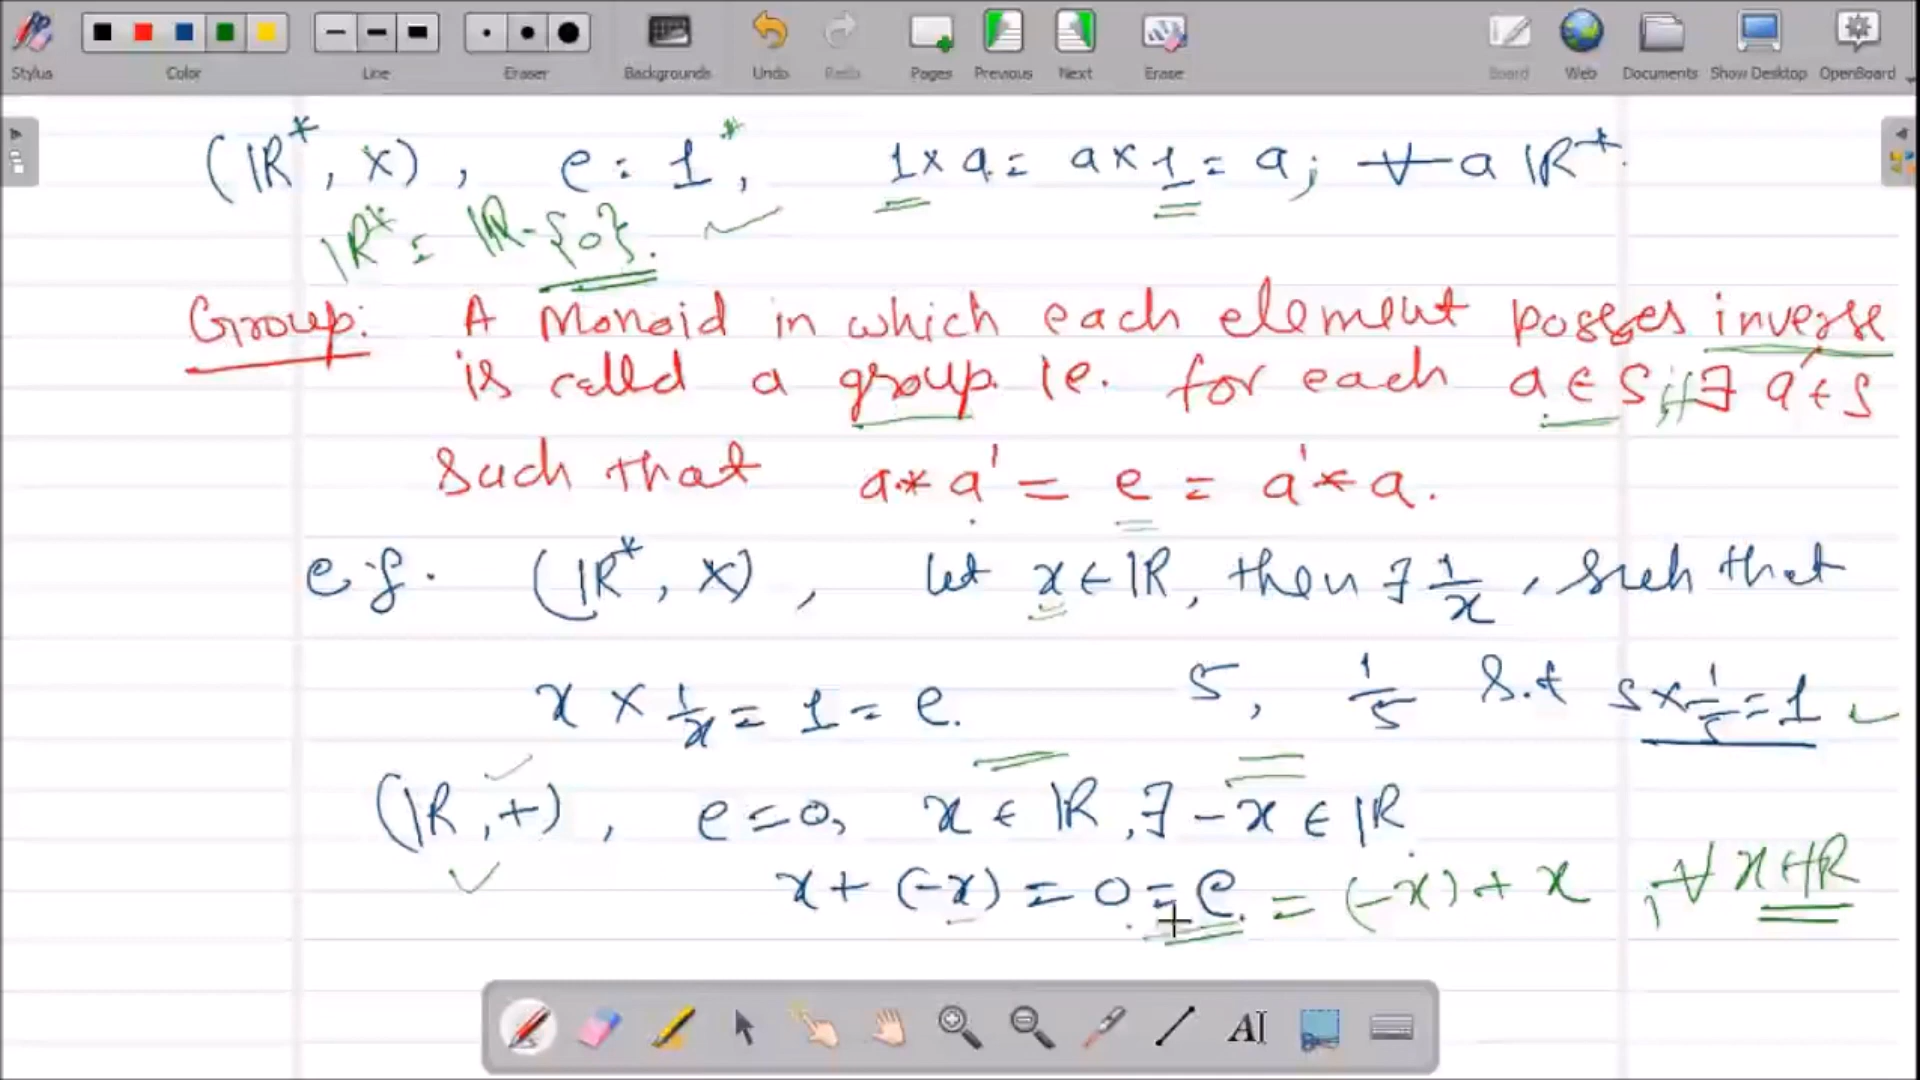 Stylus Color Line Eraser Backgrounds Undo Redo Pages Previous Next Erase Board Web Documents Show Desktop OpenBoard
(ℝ*, ×), e = 1, 1×a = a×1 = a; ∀ a ℝ*.
ℝ* = ℝ-{0}.
Group: A Monoid in which each element posses inverse
is called a group. ie. for each a ∈ S, if ∃ a' ∈ S
Such that a * a' = e = a' * a.
e.g. (ℝ*, ×), let x ∈ ℝ, then ∃ 1/x, such that
x × 1/x = 1 = e. 5, 1/5 s.t 5×1/5=1
(ℝ, +), e=0, x ∈ ℝ, ∃ -x ∈ ℝ
x + (-x) = 0 = e. = (-x) + x, ∀ x ∈ ℝ